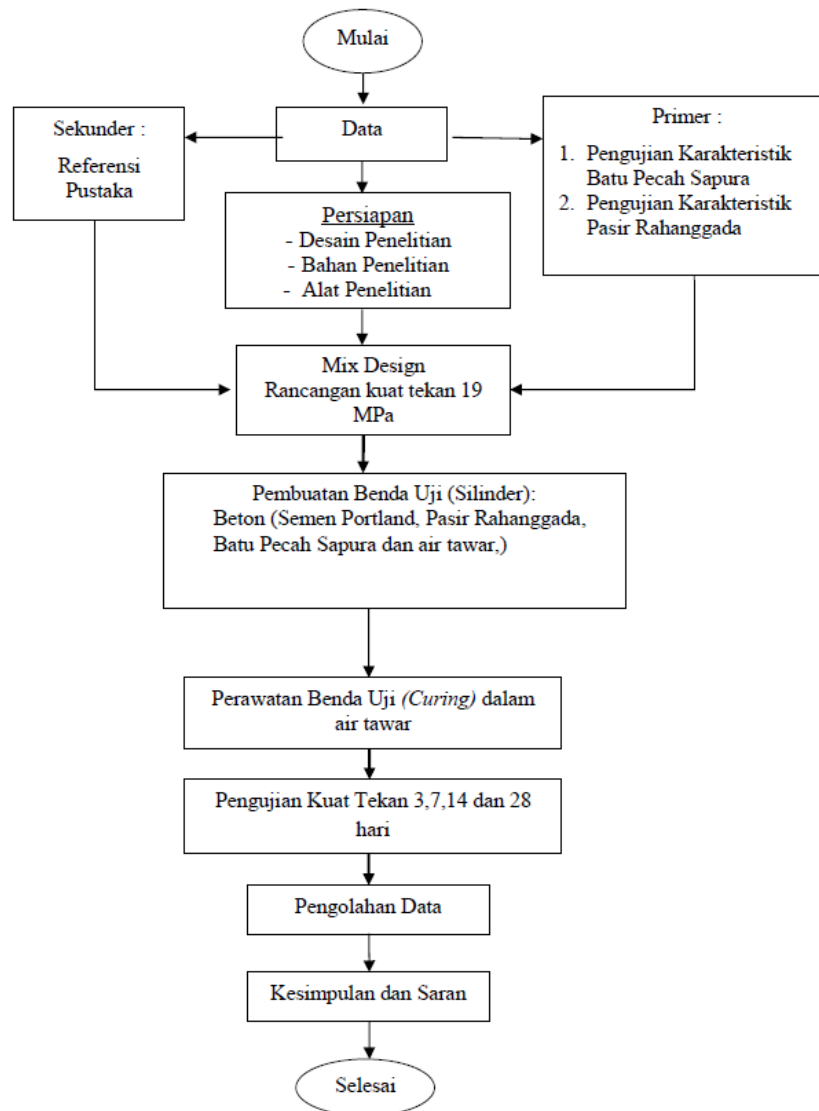 Mulai
Sekunder :
Referensi
Pustaka
Data
Primer :
1. Pengujian Karakteristik
Batu Pecah Sapura
2. Pengujian Karakteristik
Pasir Rahanggada
Persiapan
- Desain Penelitian
- Bahan Penelitian
- Alat Penelitian
Mix Design
Rancangan kuat tekan 19
MPa
Pembuatan Benda Uji (Silinder):
Beton (Semen Portland, Pasir Rahanggada,
Batu Pecah Sapura dan air tawar,)
Perawatan Benda Uji (Curing) dalam
air tawar
Pengujian Kuat Tekan 3,7,14 dan 28
hari
Pengolahan Data
Kesimpulan dan Saran
Selesai